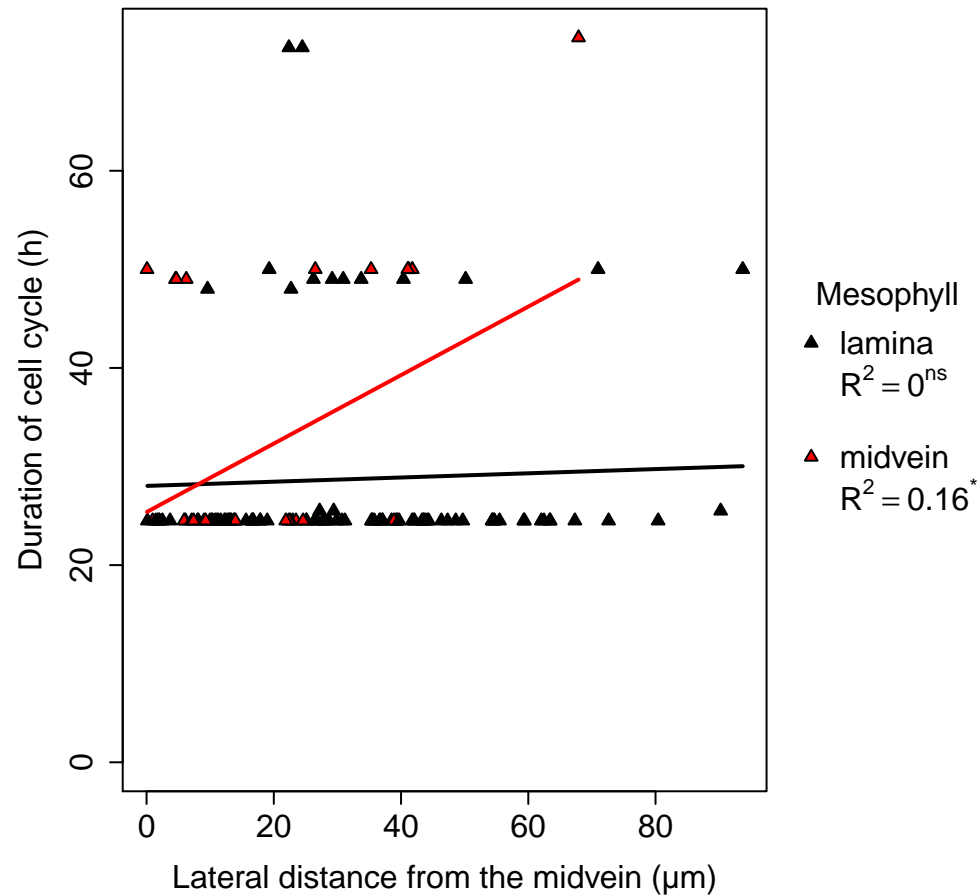 Duration of cell cycle (h)
60
40
20
0
0 20 40 60 80
Lateral distance from the midvein (µm)
Mesophyll
lamina
R² = 0ⁿˢ
midvein
R² = 0.16*